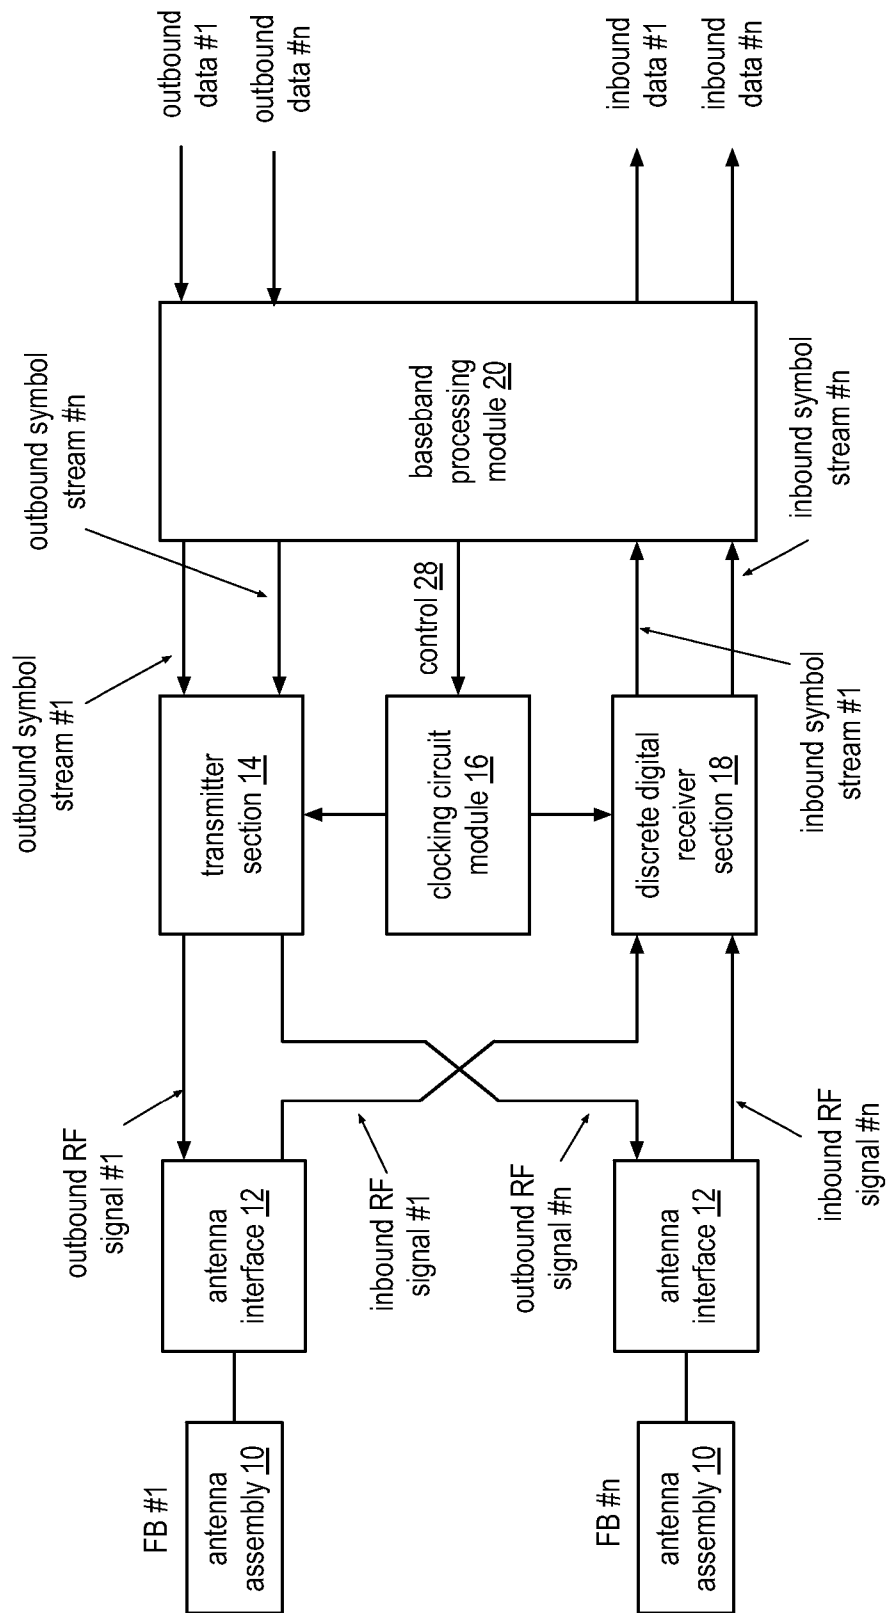 FB #1
antenna
assembly 10
antenna
interface 12
outbound RF
signal #1
inbound RF
signal #1
transmitter
section 14
outbound symbol
stream #1
outbound symbol
stream #n
outbound
data #1
outbound
data #n
clocking circuit
module 16
control 28
baseband
processing
module 20
FB #n
antenna
assembly 10
antenna
interface 12
outbound RF
signal #n
inbound RF
signal #n
discrete digital
receiver
section 18
inbound symbol
stream #1
inbound symbol
stream #n
inbound
data #1
inbound
data #n